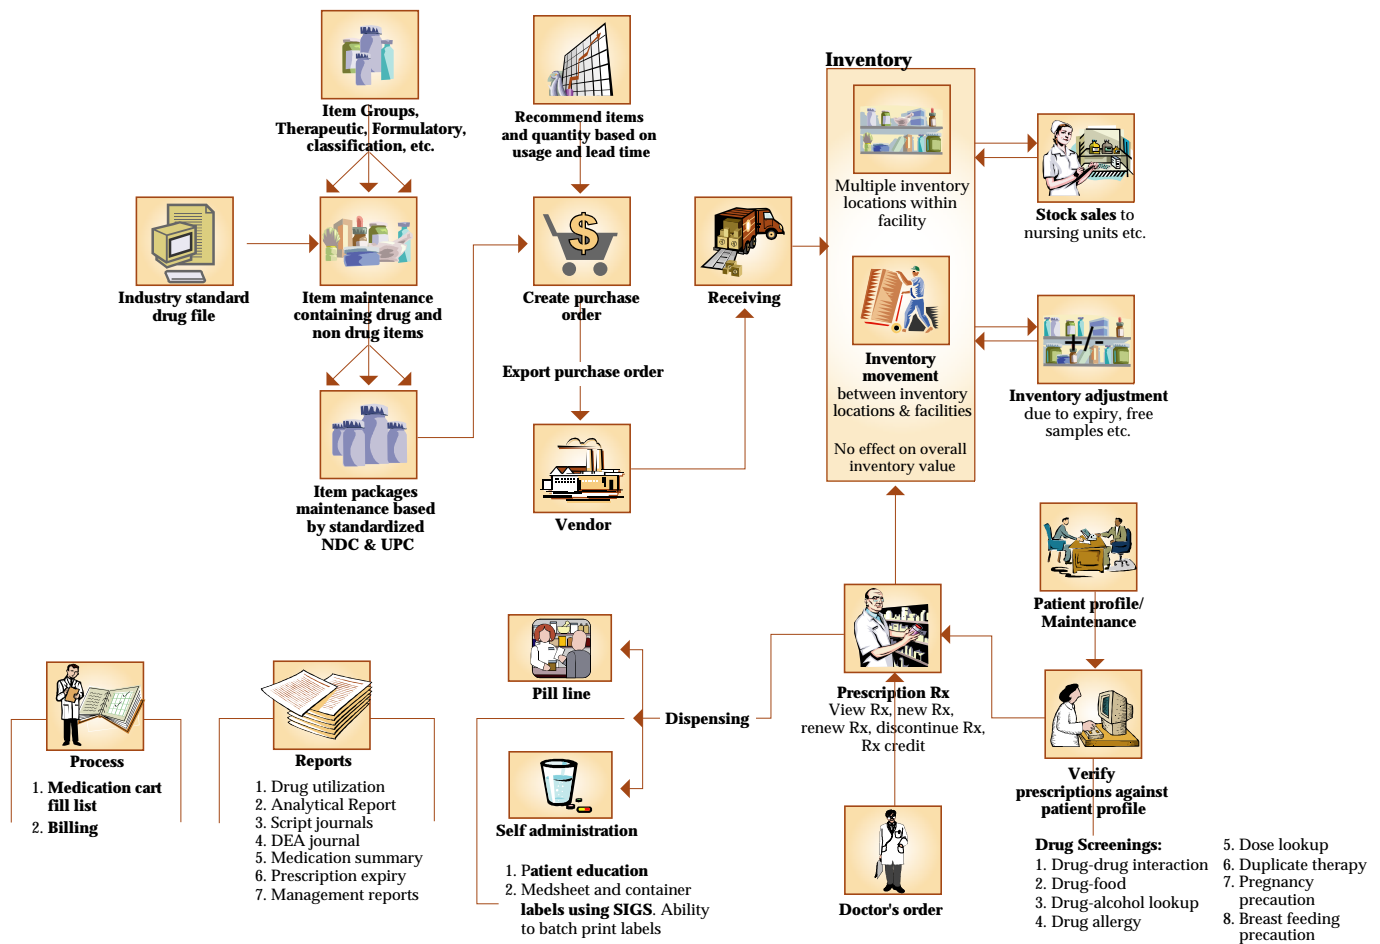 Item Groups,
Therapeutic, Formulatory,
classification, etc.
Recommend items
and quantity based on
usage and lead time
Inventory
Multiple inventory
locations within
facility
Stock sales to
nursing units etc.
Industry standard
drug file
Item maintenance
containing drug and
non drug items
$
Create purchase
order
Receiving
Inventory
movement
between inventory
locations & facilities
No effect on overall
inventory value
+/-
Inventory adjustment
due to expiry, free
samples etc.
Export purchase order
Item packages
maintenance based
by standardized
NDC & UPC
Vendor
Patient profile/
Maintenance
Pill line
Prescription Rx
View Rx, new Rx,
renew Rx, discontinue Rx,
Rx credit
Dispensing
Verify
prescriptions against
patient profile
Process
1. Medication cart
fill list
2. Billing
Reports
1. Drug utilization
2. Analytical Report
3. Script journals
4. DEA journal
5. Medication summary
6. Prescription expiry
7. Management reports
Self administration
1. Patient education
2. Medsheet and container
labels using SIGS. Ability
to batch print labels
Doctor's order
Drug Screenings:
1. Drug-drug interaction
2. Drug-food
3. Drug-alcohol lookup
4. Drug allergy
5. Dose lookup
6. Duplicate therapy
7. Pregnancy
precaution
8. Breast feeding
precaution